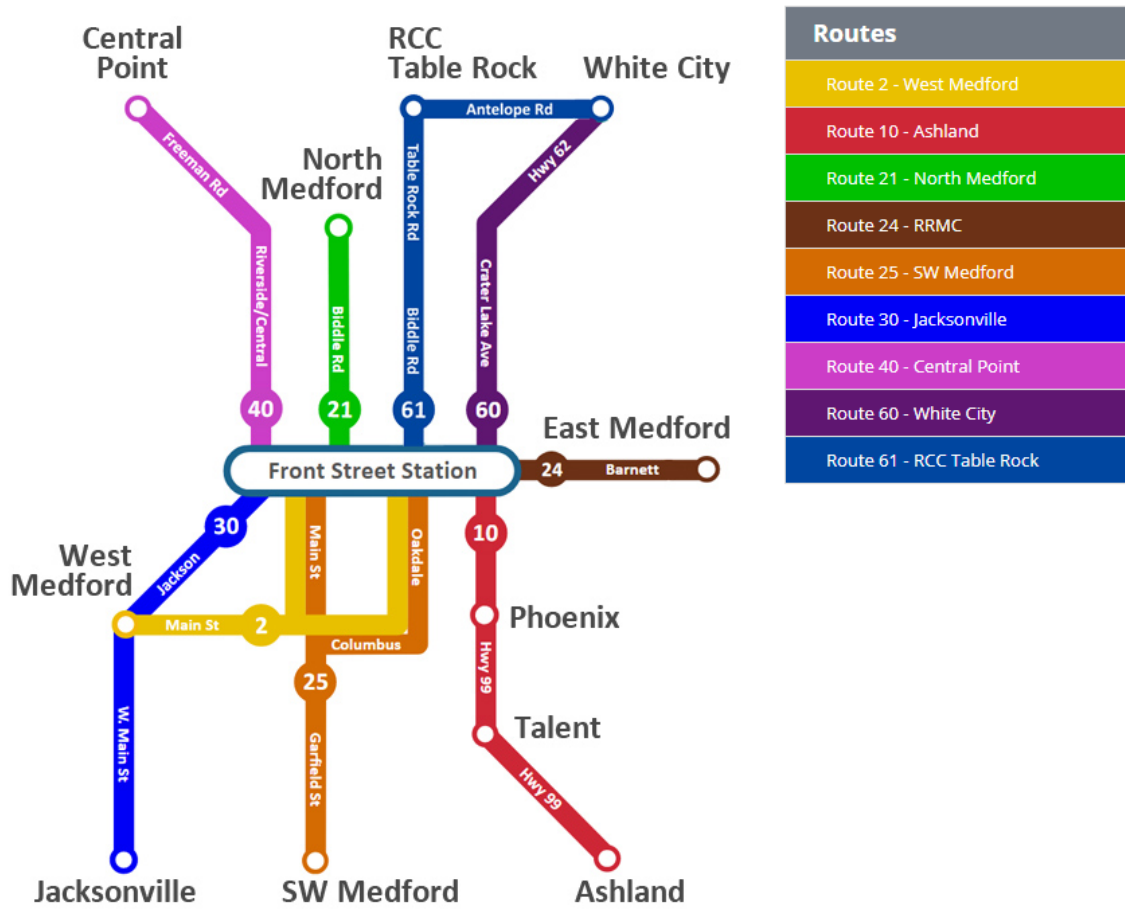 Central
Point
RCC
Table Rock
White City
North
Medford
Antelope Rd
Freeman Rd
Table Rock Rd
Hwy 62
Riverside/Central
Biddle Rd
Biddle Rd
Crater Lake Ave
40
21
61
60
East Medford
Front Street Station
24
Barnett
30
10
Main St
Oakdale
West
Medford
Jackson
Main St
2
Columbus
Phoenix
25
Hwy 99
W. Main St
Garfield St
Talent
Hwy 99
Jacksonville
SW Medford
Ashland
Routes
Route 2 - West Medford
Route 10 - Ashland
Route 21 - North Medford
Route 24 - RRMC
Route 25 - SW Medford
Route 30 - Jacksonville
Route 40 - Central Point
Route 60 - White City
Route 61 - RCC Table Rock